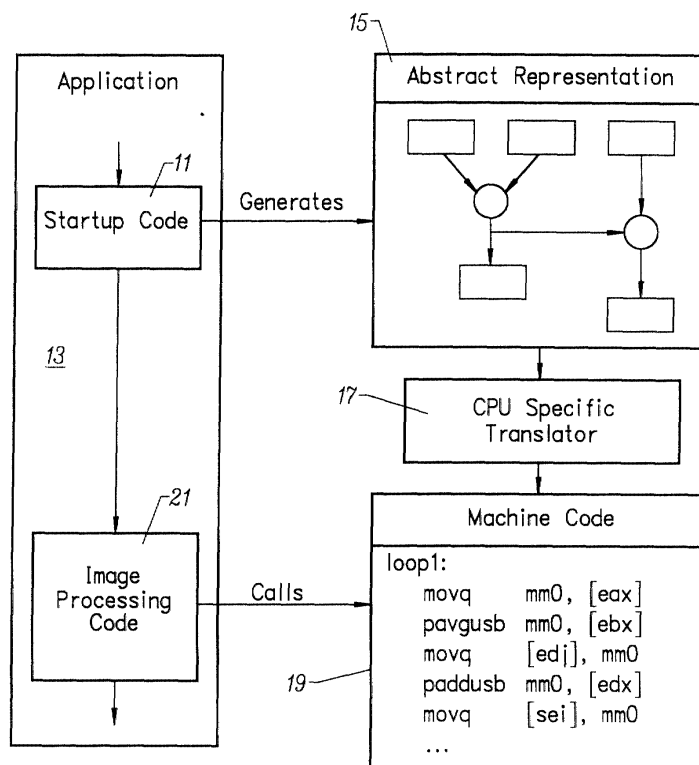 Application
11
Startup Code
Generates
13
21
Image
Processing
Code
Calls
15
Abstract Representation
17
CPU Specific
Translator
Machine Code
19
loop1:
movq mm0, [eax]
pavgusb mm0, [ebx]
movq [edj], mm0
paddusb mm0, [edx]
movq [sei], mm0
...